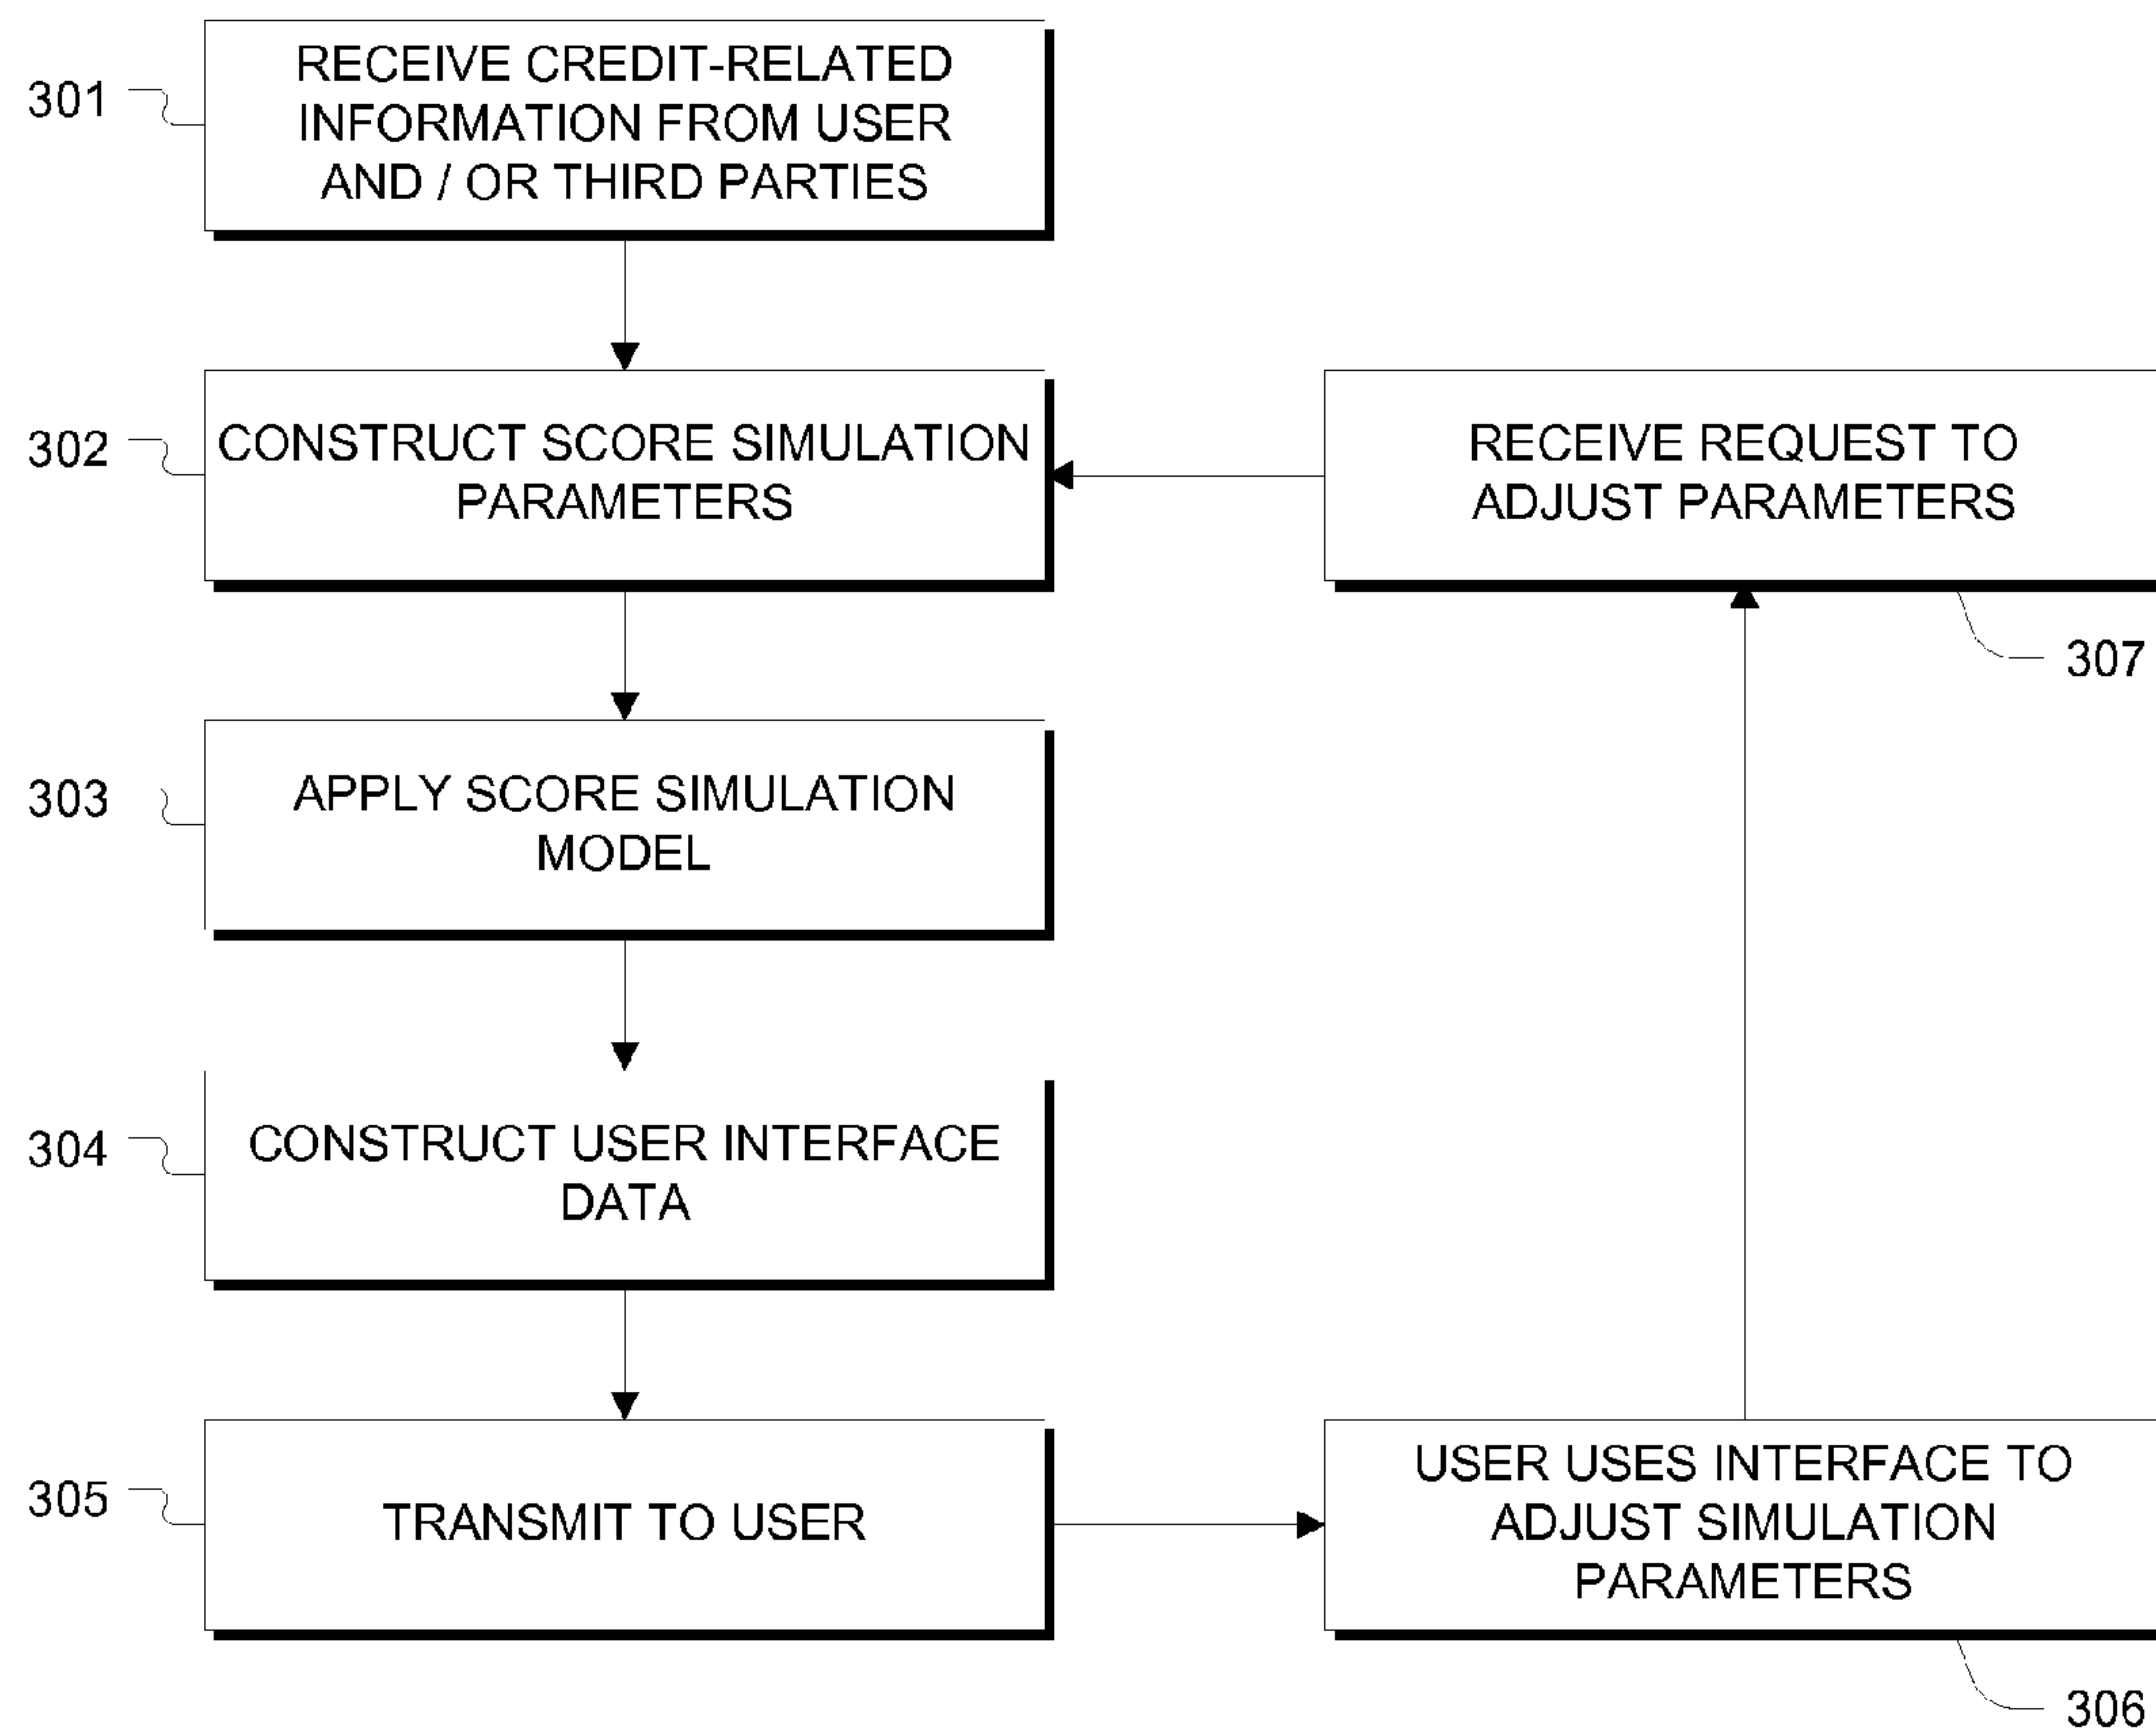 301
RECEIVE CREDIT-RELATED
INFORMATION FROM USER
AND / OR THIRD PARTIES
302
CONSTRUCT SCORE SIMULATION
PARAMETERS
RECEIVE REQUEST TO
ADJUST PARAMETERS
307
303
APPLY SCORE SIMULATION
MODEL
304
CONSTRUCT USER INTERFACE
DATA
305
TRANSMIT TO USER
USER USES INTERFACE TO
ADJUST SIMULATION
PARAMETERS
306